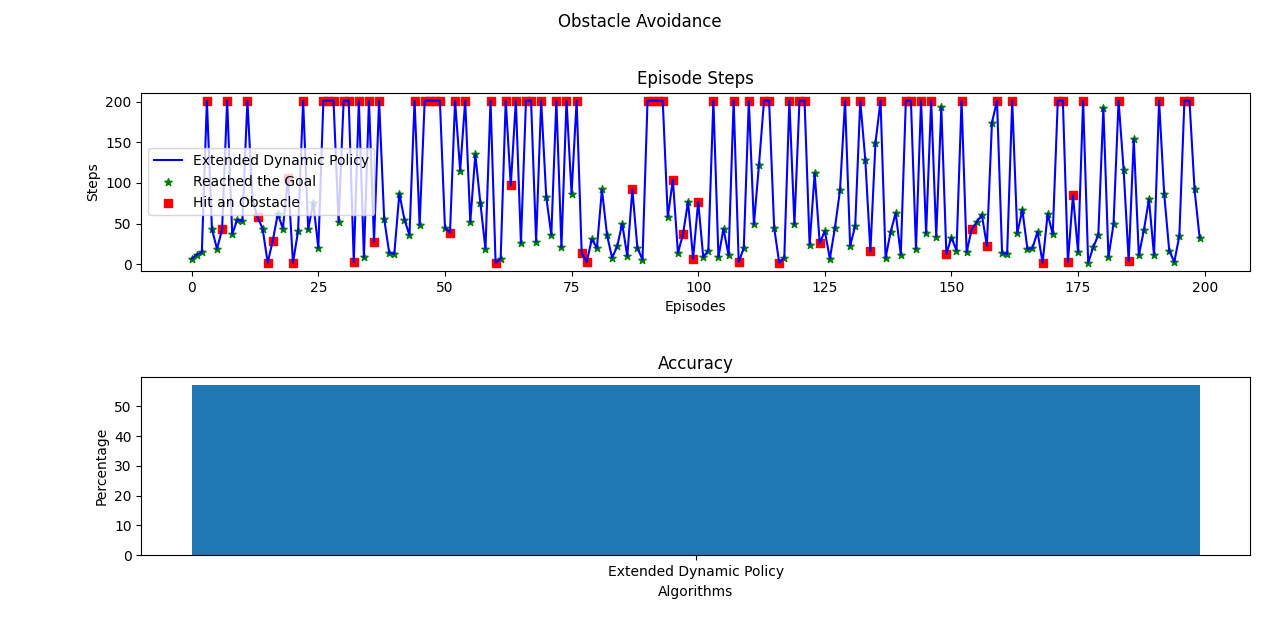 Obstacle Avoidance
Episode Steps
200
150
100
50
0
Steps
Extended Dynamic Policy
Reached the Goal
Hit an Obstacle
0 25 50 75 100 125 150 175 200
Episodes
Accuracy
50
40
30
20
10
0
Percentage
Extended Dynamic Policy
Algorithms